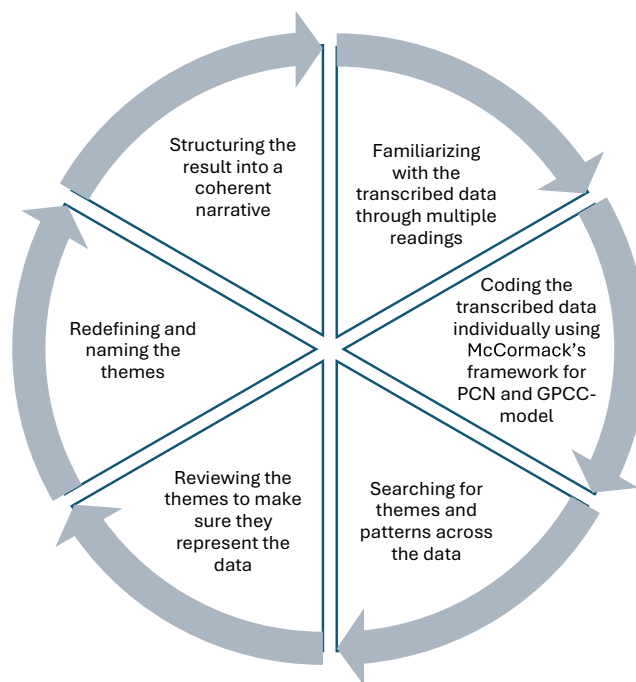 Familiarizing
with the
transcribed data
through multiple
readings
Coding the
transcribed data
individually using
McCormack’s
framework for
PCN and GPCC-
model
Searching for
themes and
patterns across
the data
Reviewing the
themes to make
sure they
represent the
data
Redefining and
naming the
themes
Structuring the
result into a
coherent
narrative